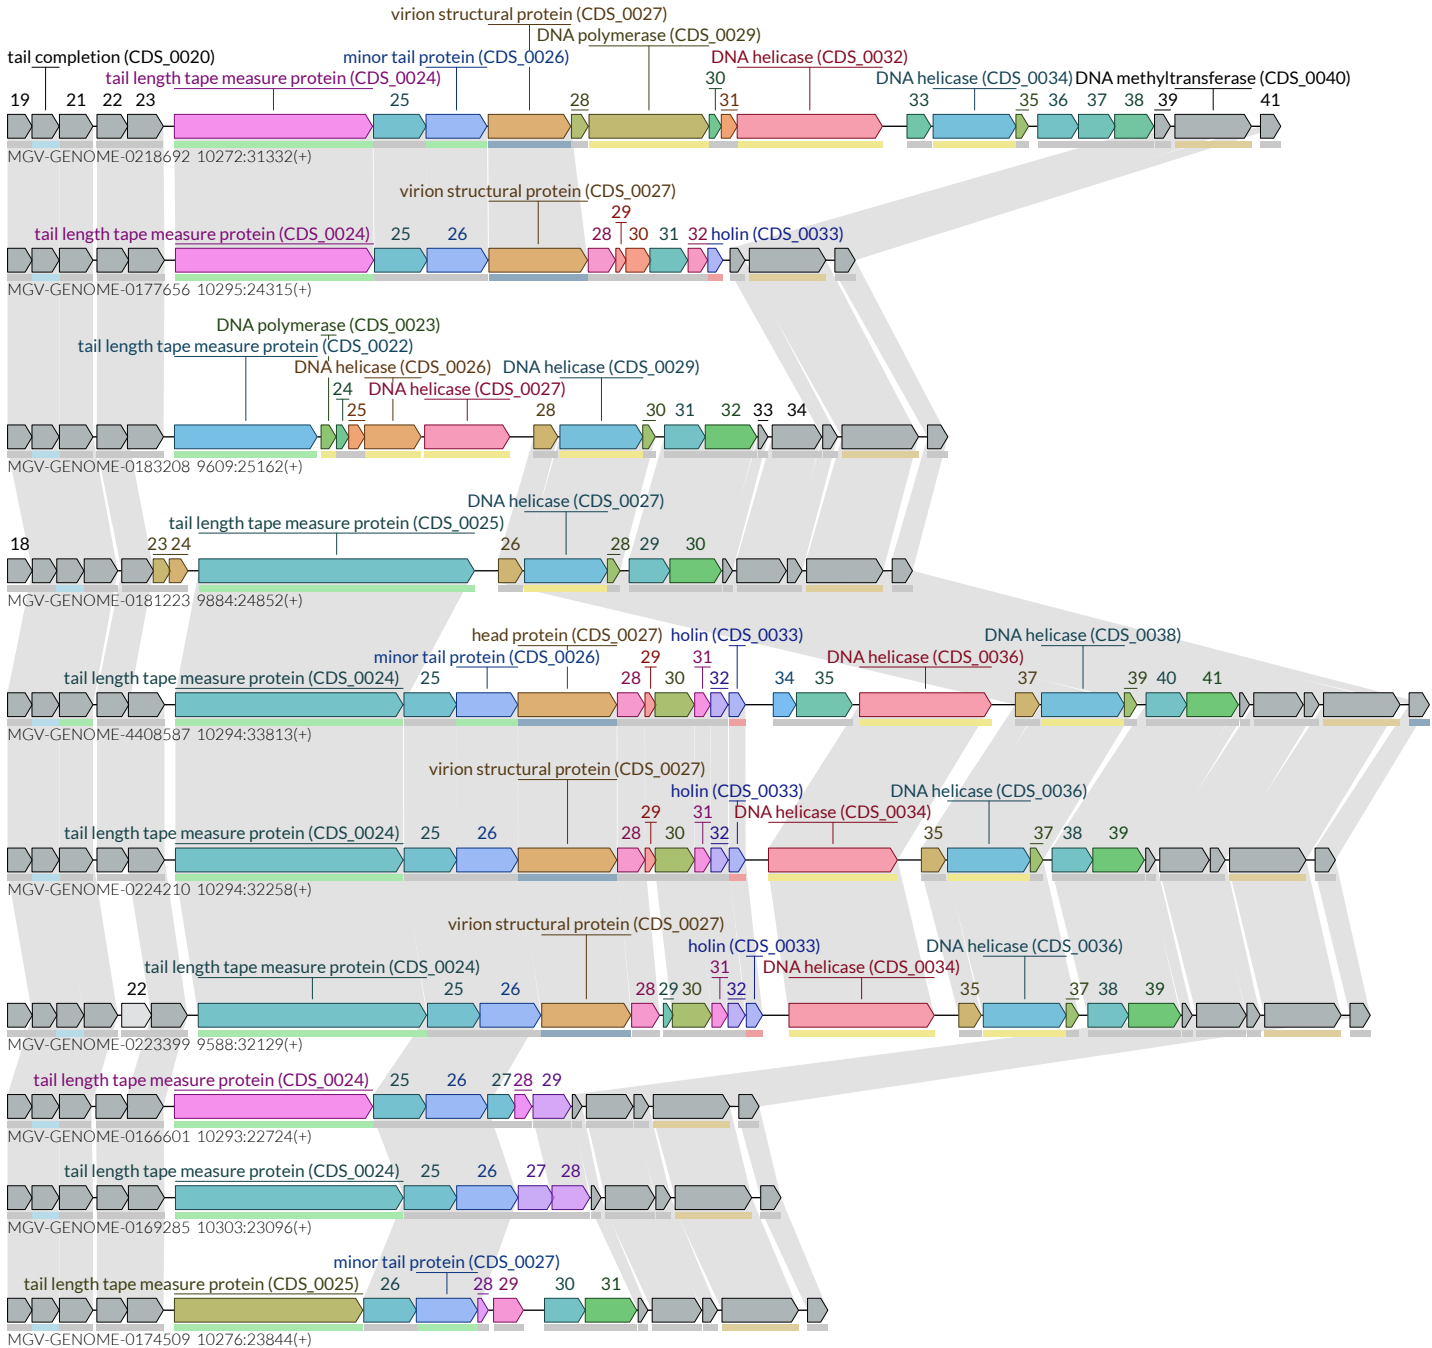 virion structural protein (CDS_0027)
DNA polymerase (CDS_0029)
tail completion (CDS_0020) minor tail protein (CDS_0026) DNA helicase (CDS_0032)
tail length tape measure protein (CDS_0024) 30 DNA helicase (CDS_0034) DNA methyltransferase (CDS_0040)
19 21 22 23 25 28 31 33 35 36 37 38 39 41
MGV-GENOME-0218692 10272:31332(+)
virion structural protein (CDS_0027)
29
tail length tape measure protein (CDS_0024) 25 26 28 30 31 32 holin (CDS_0033)
MGV-GENOME-0177656 10295:24315(+)
DNA polymerase (CDS_0023)
tail length tape measure protein (CDS_0022)
DNA helicase (CDS_0026) DNA helicase (CDS_0029)
24 DNA helicase (CDS_0027)
25 28 30 31 32 33 34
MGV-GENOME-0183208 9609:25162(+)
DNA helicase (CDS_0027)
tail length tape measure protein (CDS_0025)
18 23 24 26 28 29 30
MGV-GENOME-0181223 9884:24852(+)
head protein (CDS_0027) holin (CDS_0033) DNA helicase (CDS_0038)
minor tail protein (CDS_0026) 29 31 DNA helicase (CDS_0036)
tail length tape measure protein (CDS_0024) 25 28 30 32 34 35 37 39 40 41
MGV-GENOME-4408587 10294:33813(+)
virion structural protein (CDS_0027)
holin (CDS_0033) DNA helicase (CDS_0036)
29 31 DNA helicase (CDS_0034)
tail length tape measure protein (CDS_0024) 25 26 28 30 32 35 37 38 39
MGV-GENOME-0224210 10294:32258(+)
virion structural protein (CDS_0027)
holin (CDS_0033) DNA helicase (CDS_0036)
tail length tape measure protein (CDS_0024) 31 DNA helicase (CDS_0034)
22 25 26 28 29 30 32 35 37 38 39
MGV-GENOME-0223399 9588:32129(+)
tail length tape measure protein (CDS_0024) 25 26 27 28 29
MGV-GENOME-0166601 10293:22724(+)
tail length tape measure protein (CDS_0024) 25 26 27 28
MGV-GENOME-0169285 10303:23096(+)
minor tail protein (CDS_0027)
tail length tape measure protein (CDS_0025) 26 28 29 30 31
MGV-GENOME-0174509 10276:23844(+)